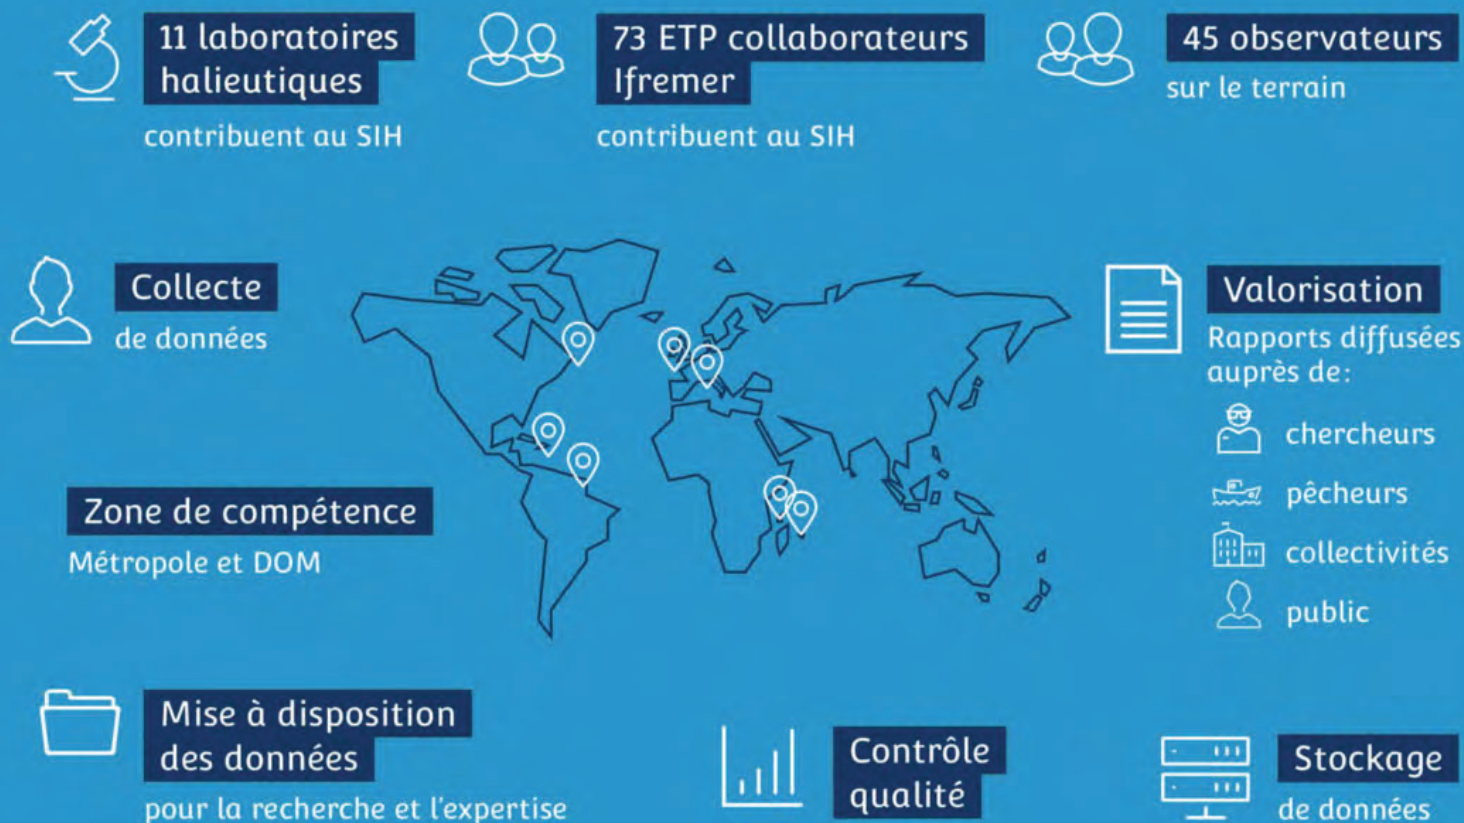 11 laboratoires
halieutiques
contribuent au SIH
73 ETP collaborateurs
Ifremer
contribuent au SIH
45 observateurs
sur le terrain
Collecte
de données
Zone de compétence
Métropole et DOM
Valorisation
Rapports diffusées
auprès de:
chercheurs
pêcheurs
collectivités
public
Mise à disposition
des données
pour la recherche et l'expertise
Contrôle
qualité
Stockage
de données